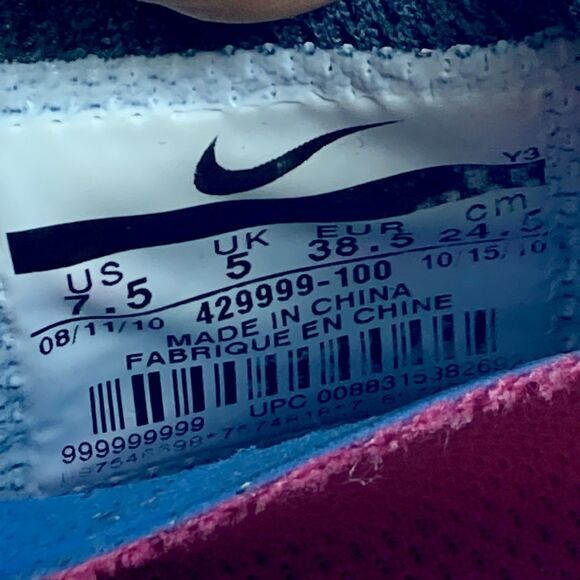 Y3
US UK EUR cm
7.5 5 38.5 24.5
08/11/10 429999-100 10/15/10
MADE IN CHINA
FABRIQUE EN CHINE
999999999 UPC